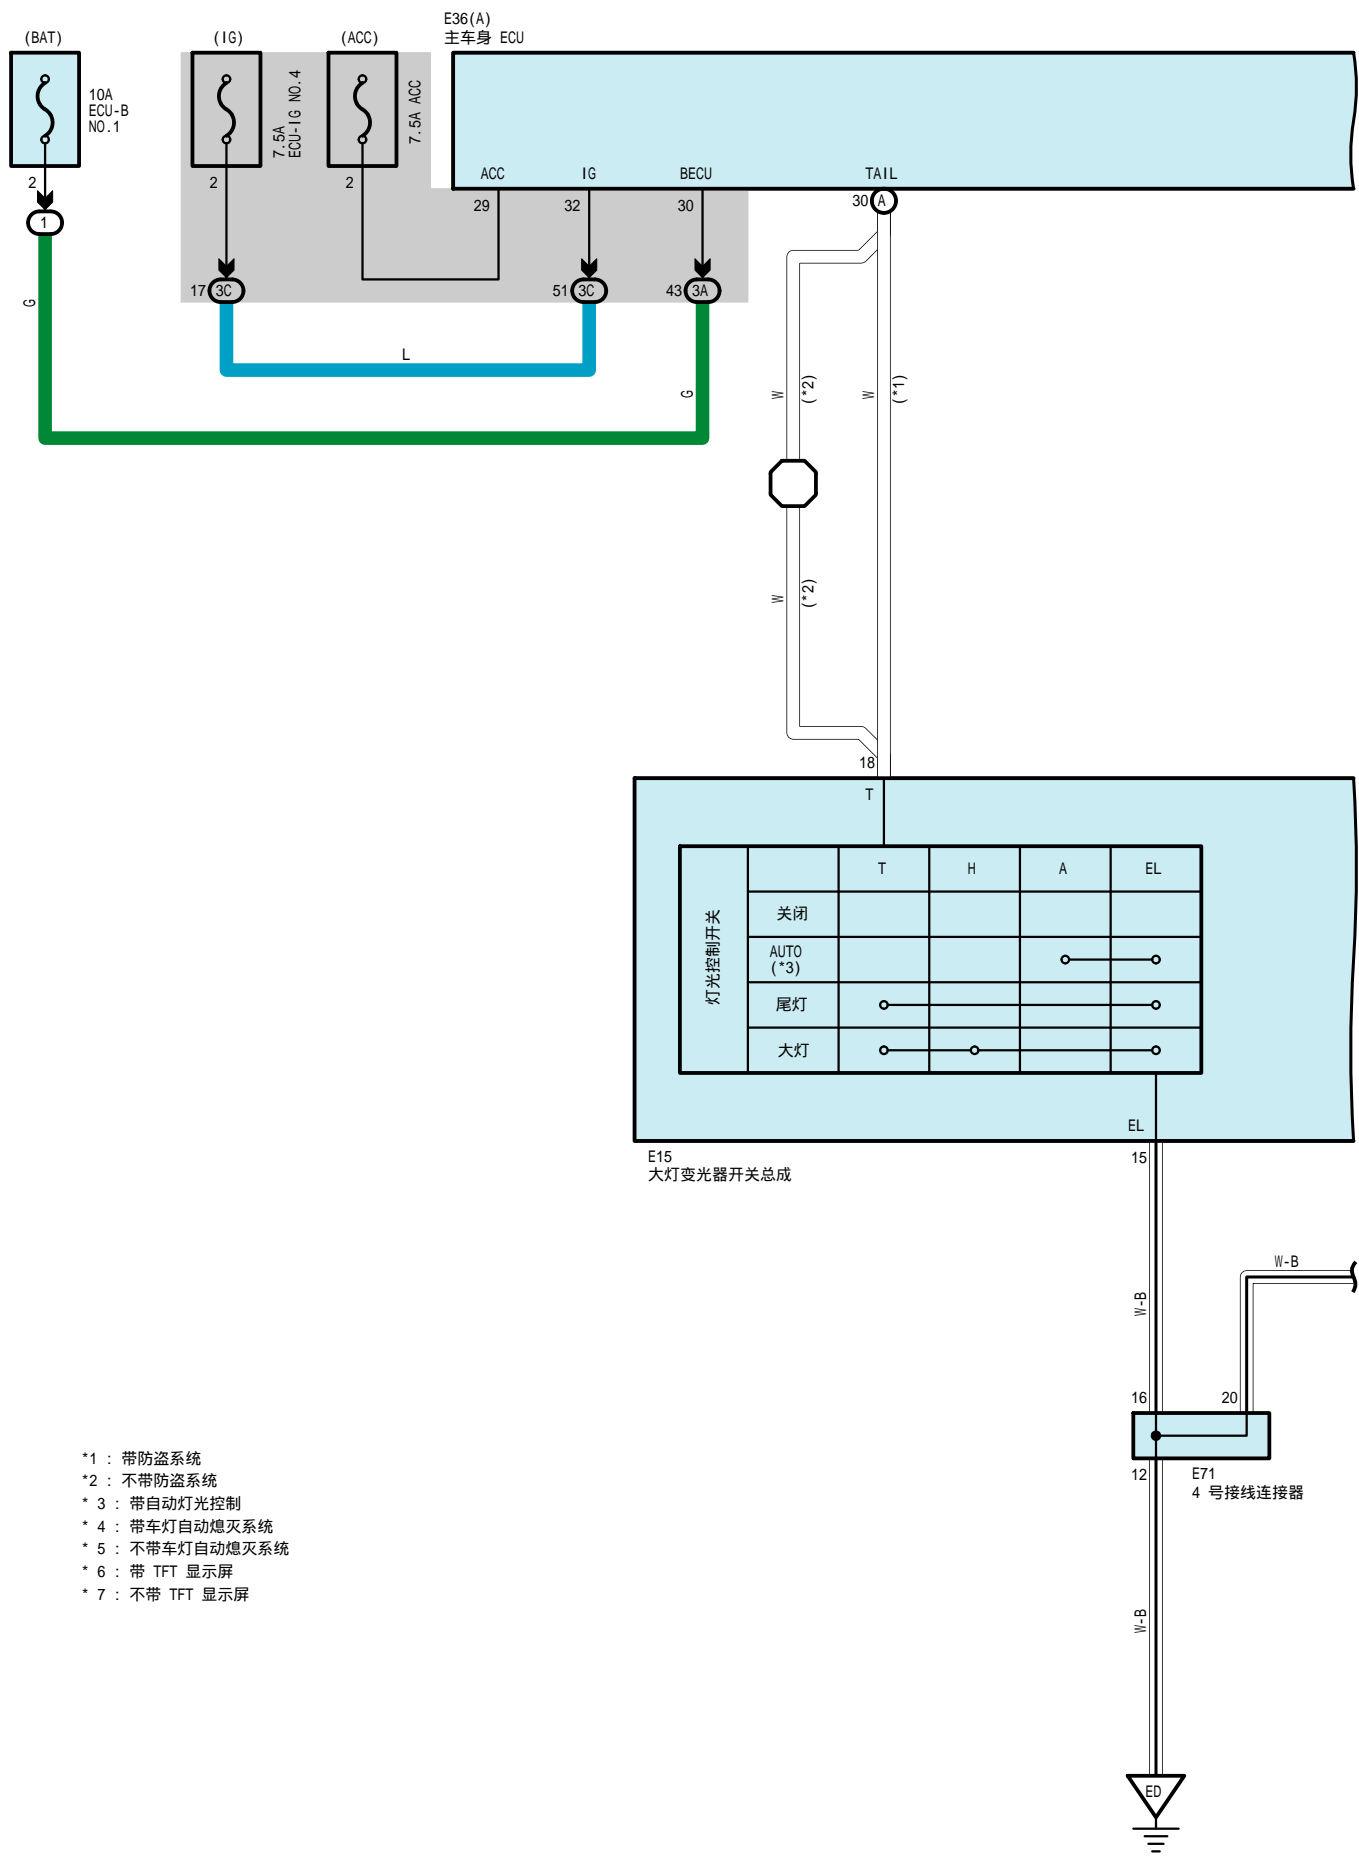 E36(A)
主车身 ECU
(BAT)
(IG)
(ACC)
10A
ECU-B
NO.1
7.5A
ECU-IG NO.4
7.5A ACC
ACC
IG
BECU
TAIL
2
2
2
29
32
30
30
A
1
17
3C
51
3C
43
3A
G
L
G
W
(*2)
W
(*1)
W
(*2)
18
T
灯光控制开关
T
H
A
EL
关闭
AUTO
(*3)
尾灯
大灯
EL
E15
大灯变光器开关总成
15
W-B
W-B
16
20
12
E71
4 号接线连接器
*1 : 带防盗系统
*2 : 不带防盗系统
* 3 : 带自动灯光控制
* 4 : 带车灯自动熄灭系统
* 5 : 不带车灯自动熄灭系统
* 6 : 带 TFT 显示屏
* 7 : 不带 TFT 显示屏
W-B
ED